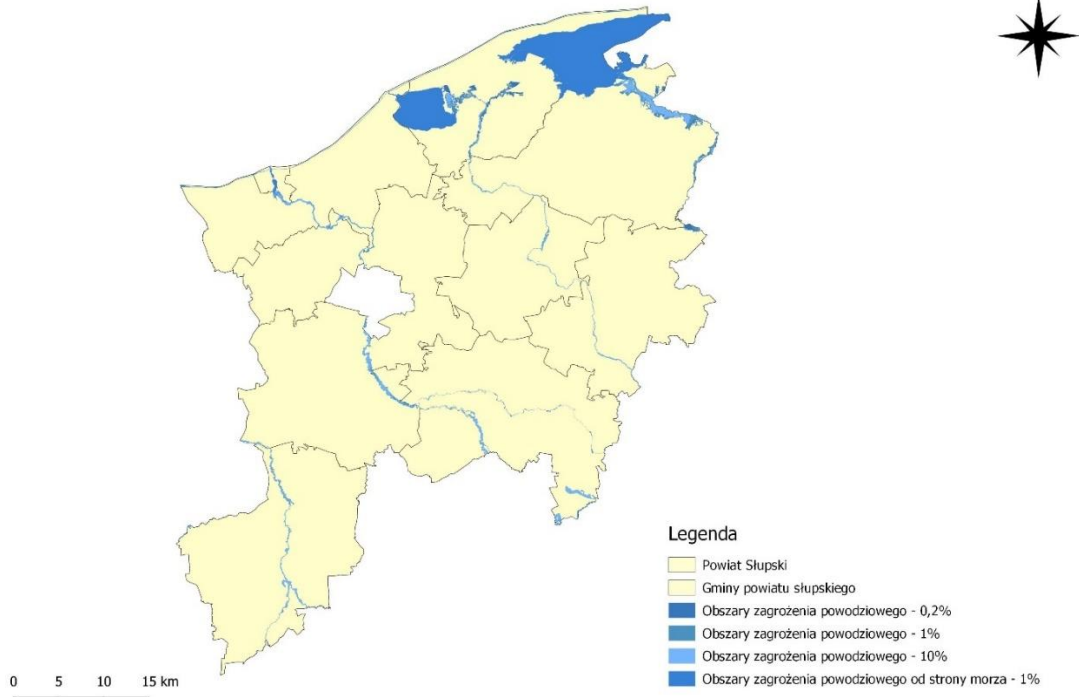 Legenda
Powiat Słupski
Gminy powiatu słupskiego
Obszary zagrożenia powodziowego - 0,2%
Obszary zagrożenia powodziowego - 1%
Obszary zagrożenia powodziowego - 10%
Obszary zagrożenia powodziowego od strony morza - 1%
0 5 10 15 km